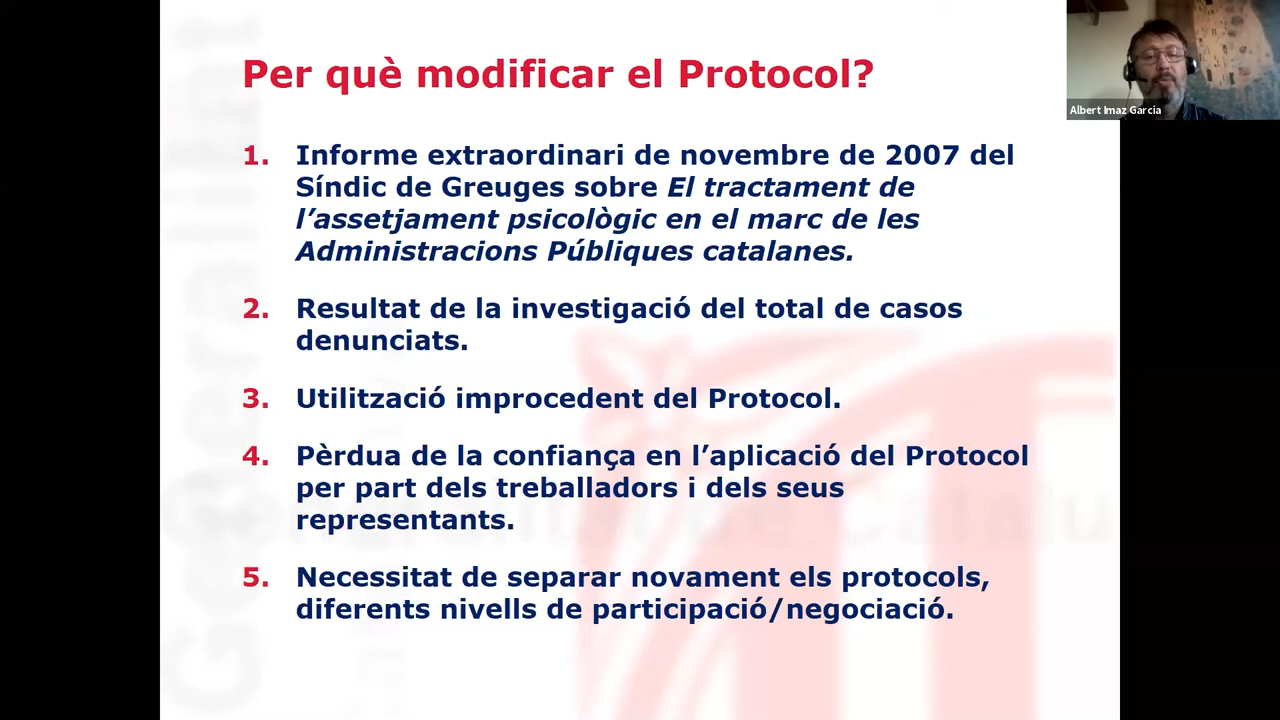 Per què modificar el Protocol?
Albert Imaz Garcia
1. Informe extraordinari de novembre de 2007 del
Síndic de Greuges sobre El tractament de
l’assetjament psicològic en el marc de les
Administracions Públiques catalanes.
2. Resultat de la investigació del total de casos
denunciats.
3. Utilització improcedent del Protocol.
4. Pèrdua de la confiança en l’aplicació del Protocol
per part dels treballadors i dels seus
representants.
5. Necessitat de separar novament els protocols,
diferents nivells de participació/negociació.